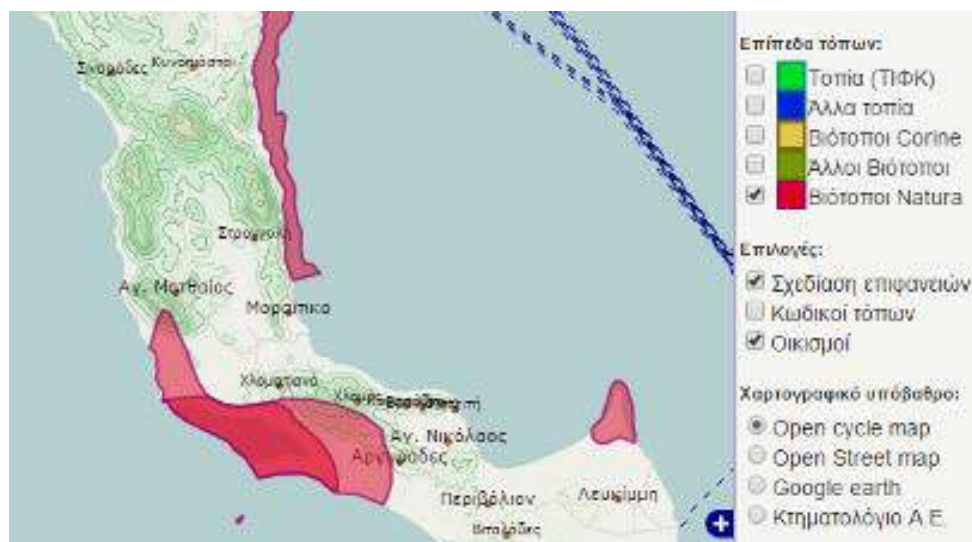 Σιναράδες
Κυνοπιάστες
Στρογγυλή
Αγ. Ματθαίος
Μοραΐτικα
Χλομοτιανά
Αγ. Νικόλαος
Αργυράδες
Περιβόλιον
Λευκίμμη
Βιταλάδες
Επίπεδα τόπων:
Τοπία (ΤΙΦΚ)
Άλλα τοπία
Βιότοποι Corine
Άλλοι Βιότοποι
Βιότοποι Natura
Επιλογές:
Σχεδίαση επιφανειών
Κωδικοί τόπων
Οικισμοί
Χαρτογραφικό υπόβαθρο:
Open cycle map
Open Street map
Google earth
Κτηματολόγιο Α.Ε.